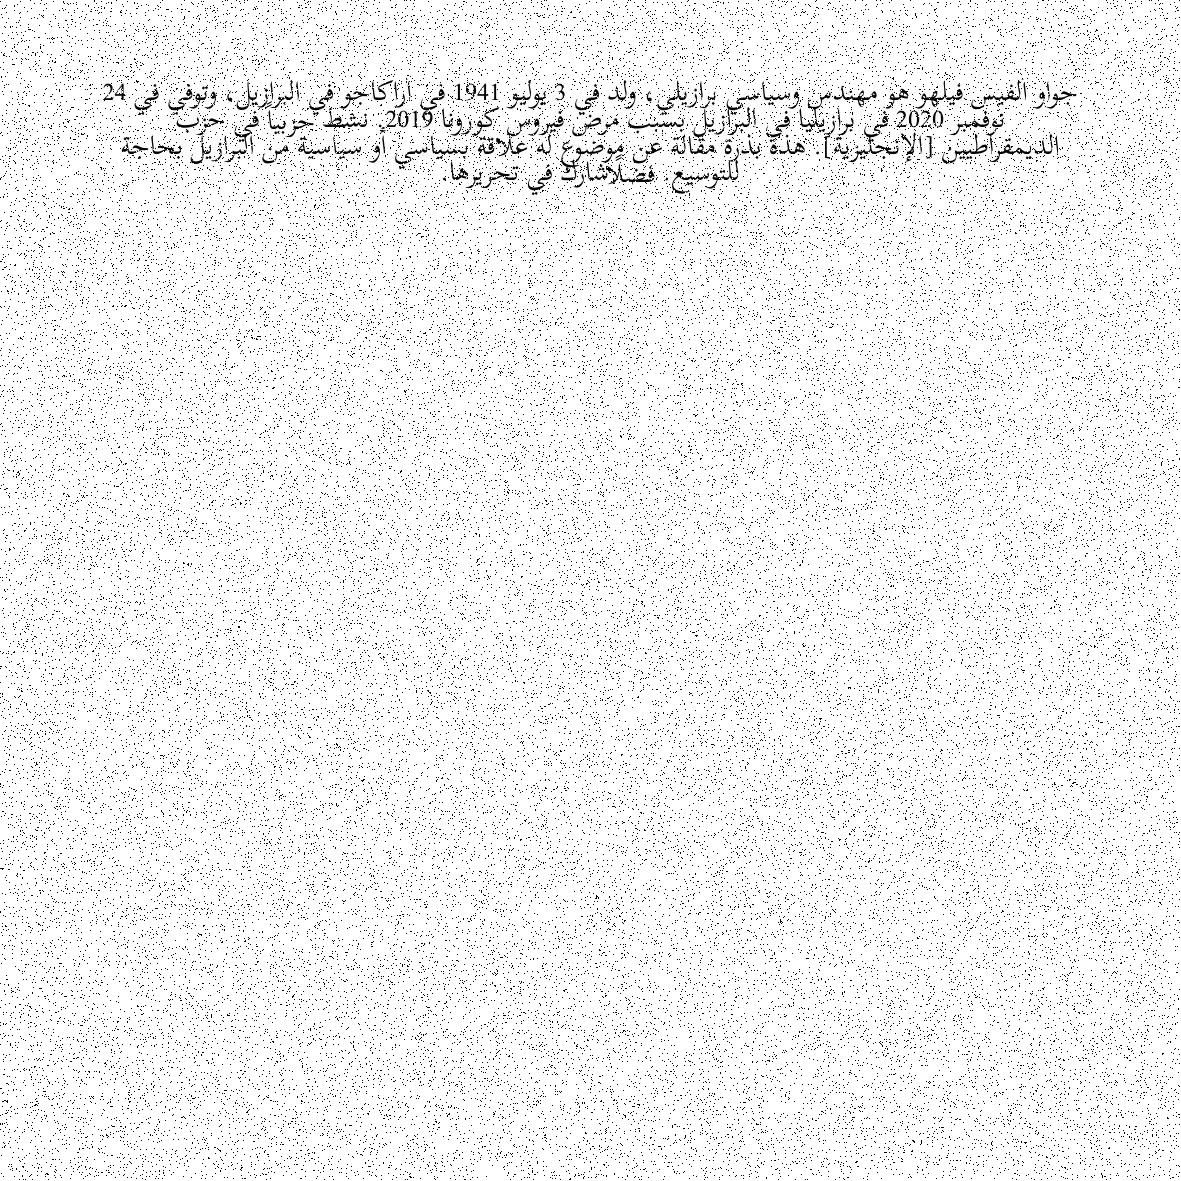 جواو الفيس فيلهو هو مهندس وسياسي برازيلي، ولد في 3 يوليو 1941 في أراكاجو في البرازيل، وتوفي في 24
نوفمبر 2020 في برازيليا في البرازيل بسبب مرض فيروس كورونا 2019. نشط حزبياً في حزب
الديمقراطيين [الإنجليزية]. هذه بذرة مقالة عن موضوع له علاقة بسياسي أو سياسية من البرازيل بحاجة
للتوسيع. فضلًاشارك في تحريرها.